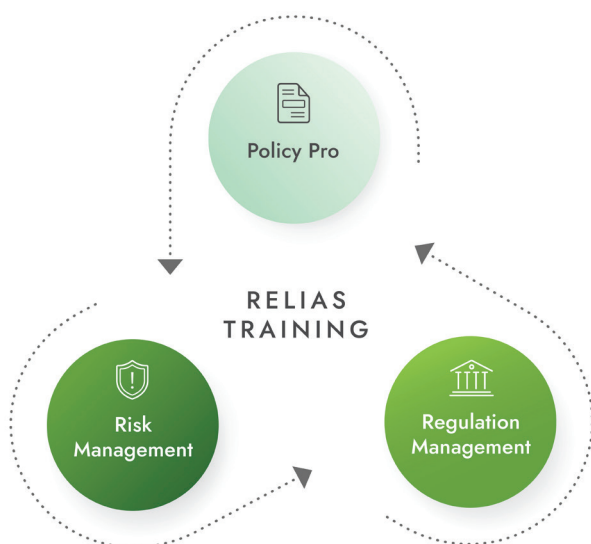 Policy Pro
RELIAS
TRAINING
Risk
Management
Regulation
Management